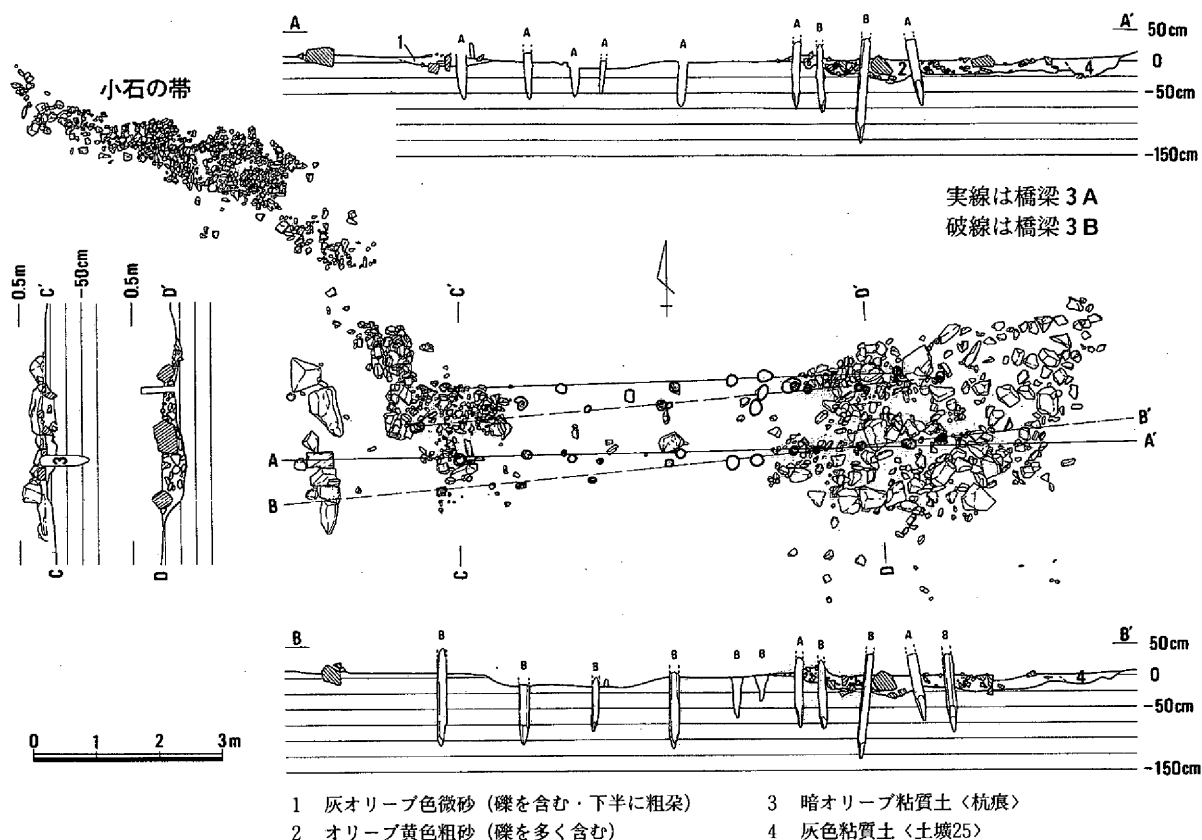 A A'
A A A A A A B B A
50cm
0
-50cm
-150cm
1
2
4
小石の帯
実線は橋梁3A
破線は橋梁3B
0.5m C' -50cm 0.5m D'
3
C D
C' D'
B'
A'
A
B
C D
B B'
B B B B B B A B B A B
50cm
0
-50cm
-150cm
4
0 1 2 3m
1 灰オリーブ色微砂(礫を含む・下半に粗朶)
2 オリーブ黄色粗砂(礫を多く含む)
3 暗オリーブ粘質土〈杭痕〉
4 灰色粘質土〈土壙25〉